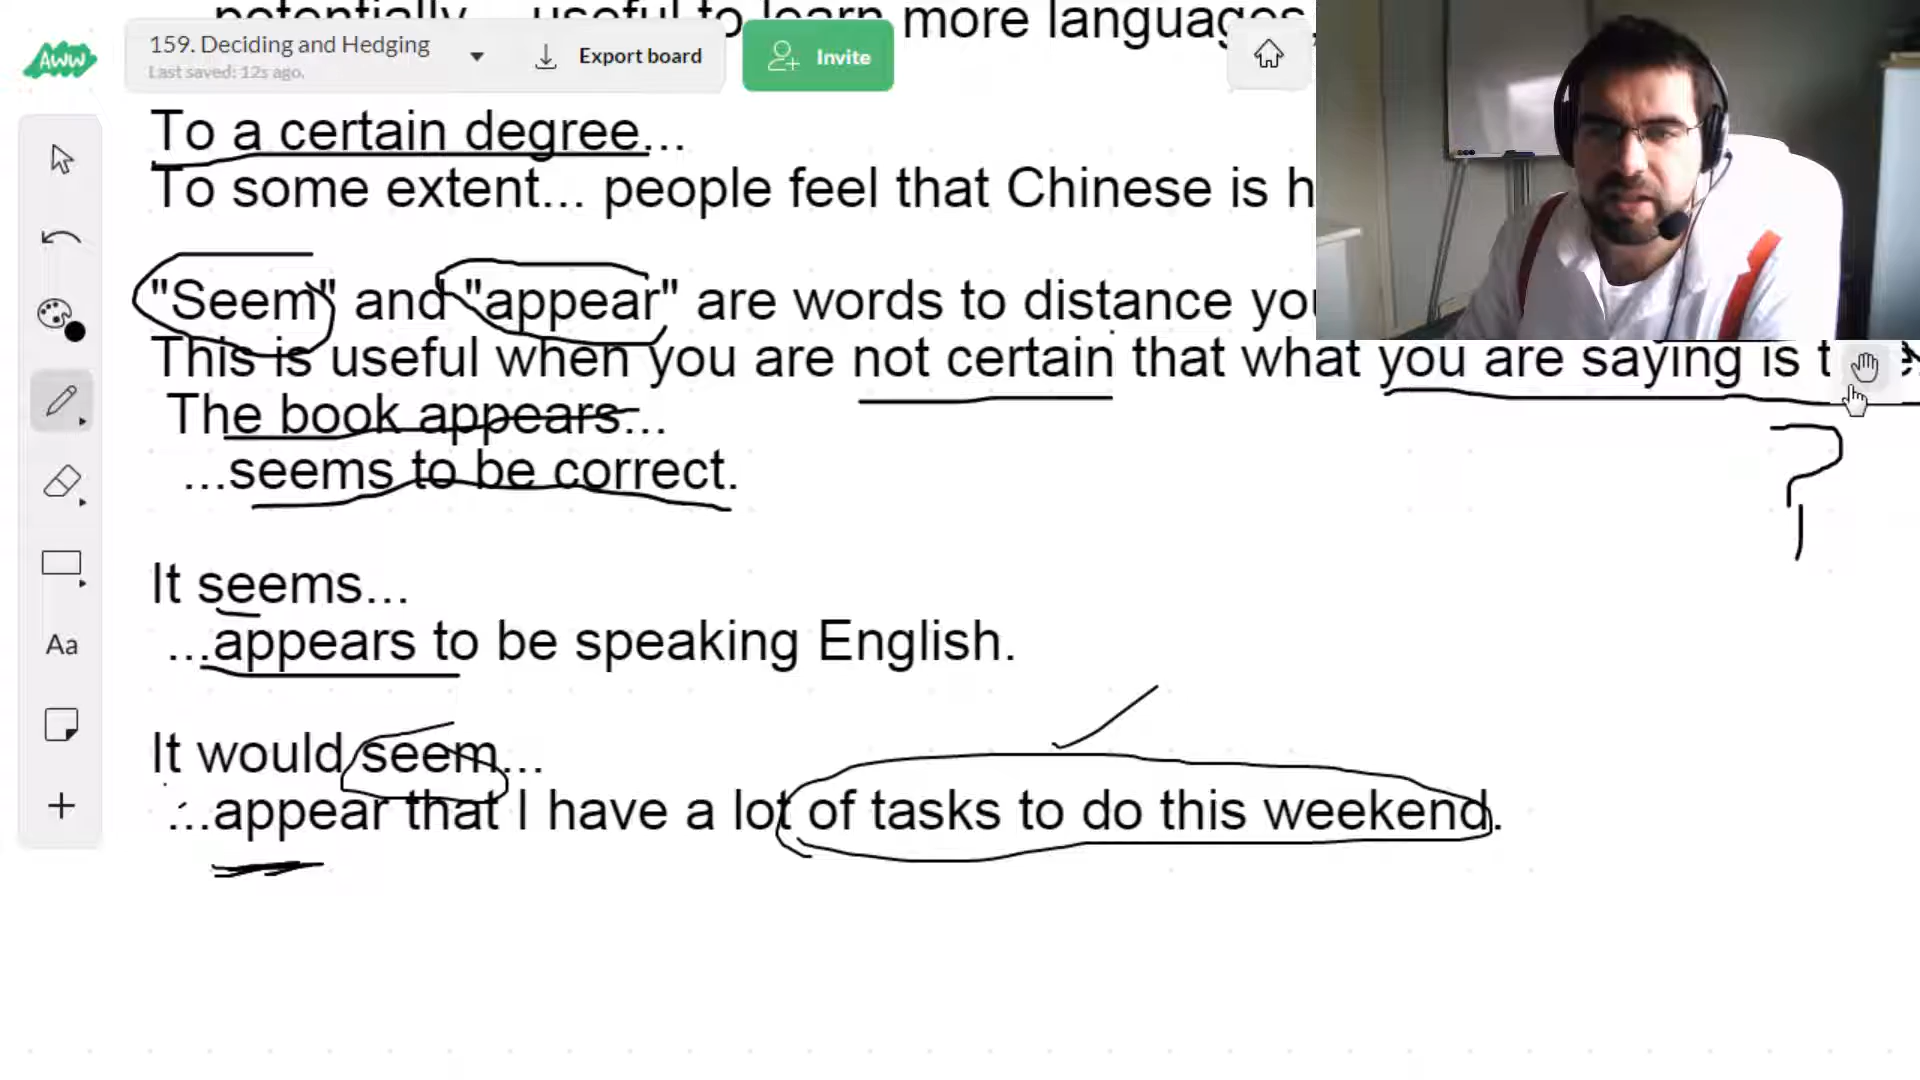 potentially... useful to learn more languages,
AWW
159. Deciding and Hedging
Export board
Invite
Last saved: 12s ago.
To a certain degree...
To some extent... people feel that Chinese is h
"Seem" and "appear" are words to distance you
This is useful when you are not certain that what you are saying is t
The book appears...
...seems to be correct.
?
It seems...
...appears to be speaking English.
Aa
It would seem...
...appear that I have a lot of tasks to do this weekend.